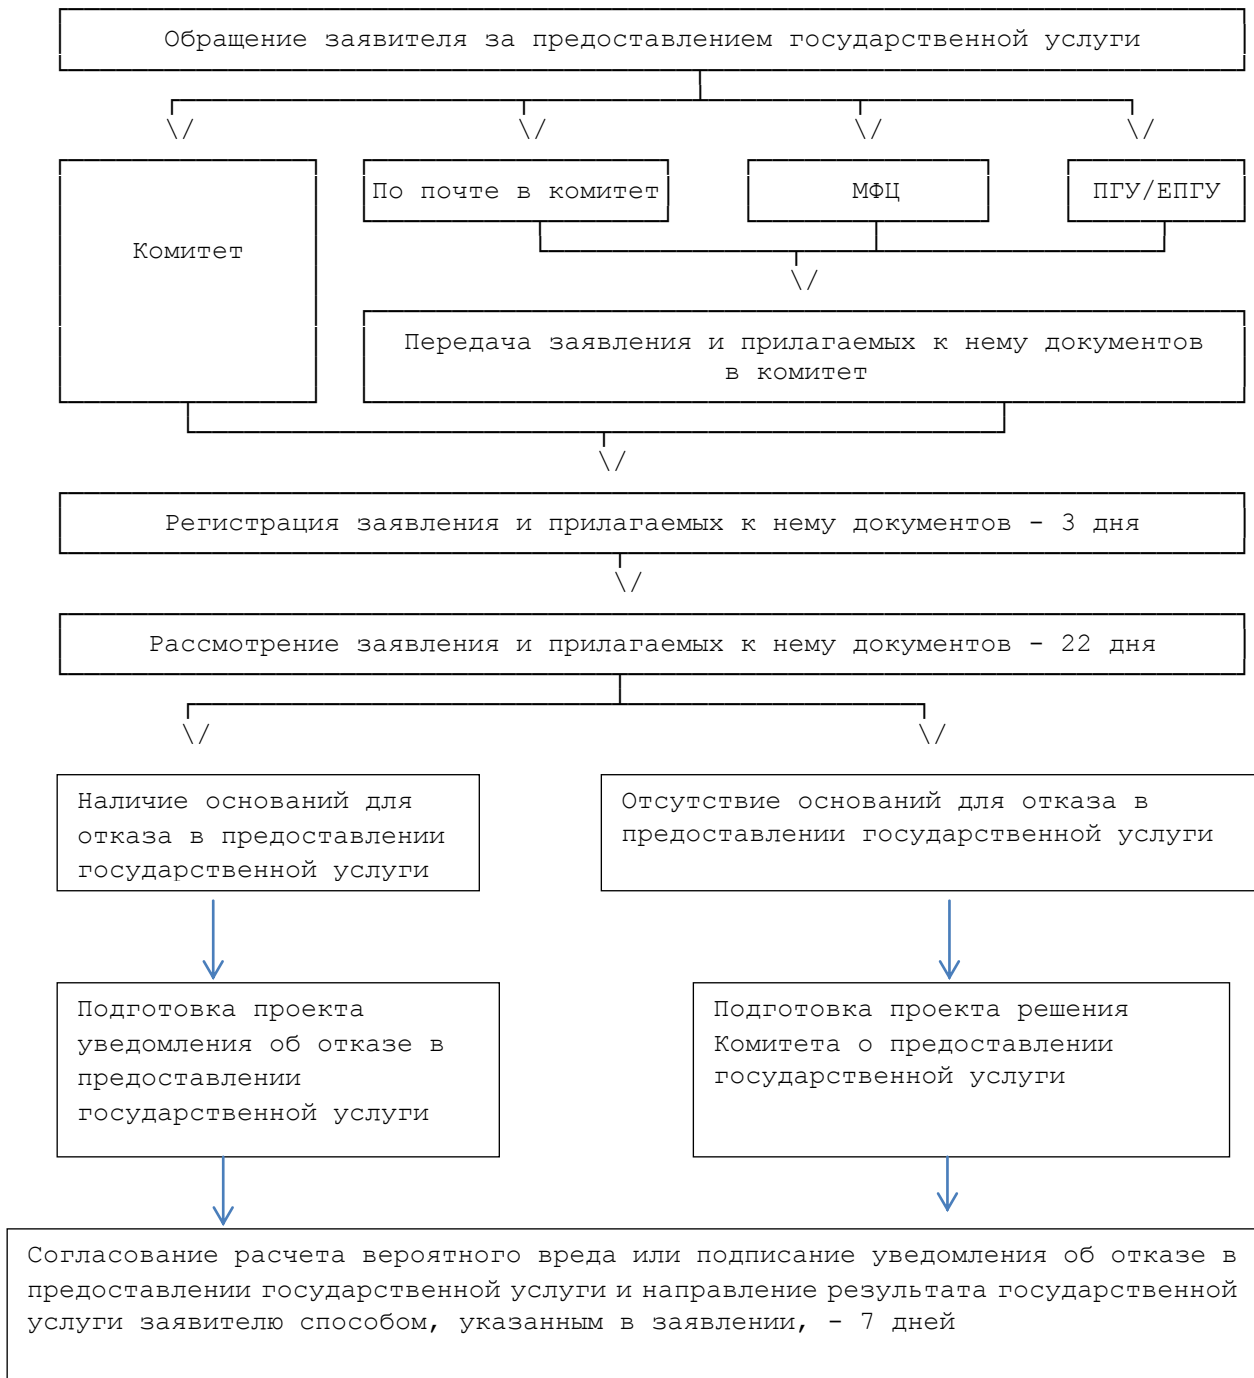 Обращение заявителя за предоставлением государственной услуги
\/ \/ \/ \/
По почте в комитет МФЦ ПГУ/ЕПГУ
Комитет
\/
Передача заявления и прилагаемых к нему документов
в комитет
\/
Регистрация заявления и прилагаемых к нему документов - 3 дня
\/
Рассмотрение заявления и прилагаемых к нему документов - 22 дня
\/ \/
Наличие оснований для
отказа в предоставлении
государственной услуги
Отсутствие оснований для отказа в
предоставлении государственной услуги
Подготовка проекта
уведомления об отказе в
предоставлении
государственной услуги
Подготовка проекта решения
Комитета о предоставлении
государственной услуги
Согласование расчета вероятного вреда или подписание уведомления об отказе в
предоставлении государственной услуги и направление результата государственной
услуги заявителю способом, указанным в заявлении, - 7 дней